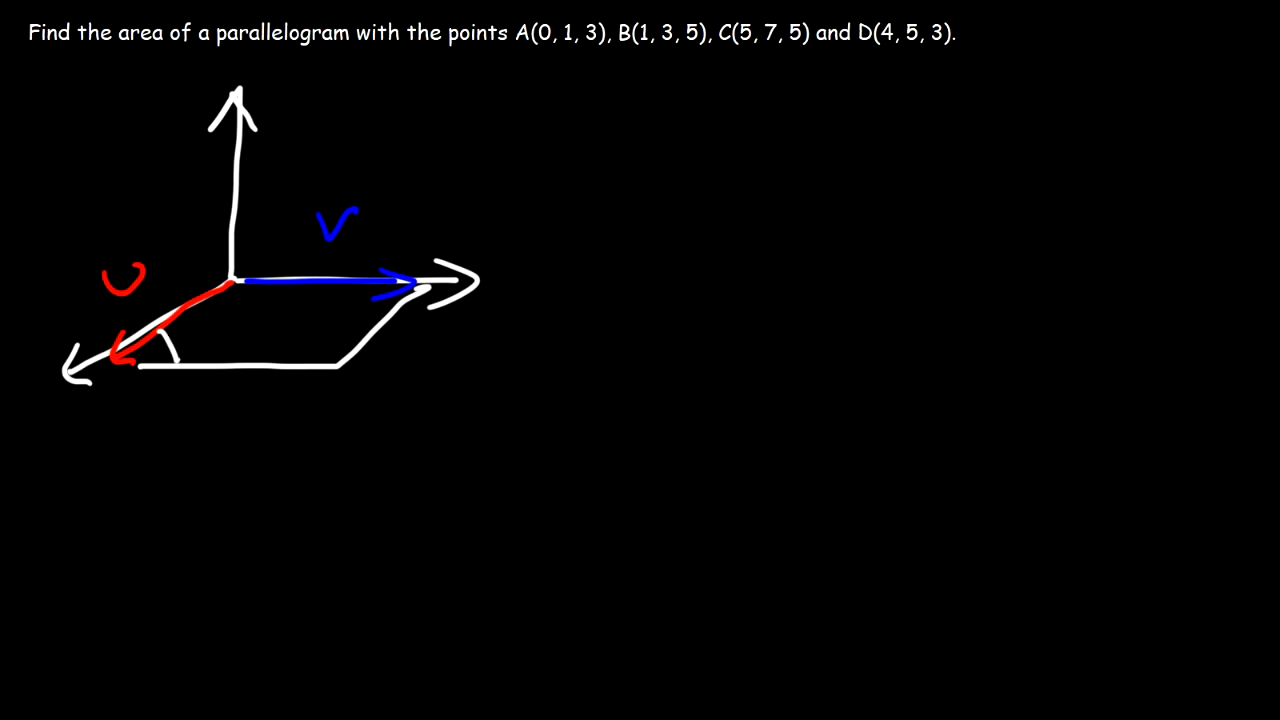 Find the area of a parallelogram with the points A(0, 1, 3), B(1, 3, 5), C(5, 7, 5) and D(4, 5, 3).
v
u